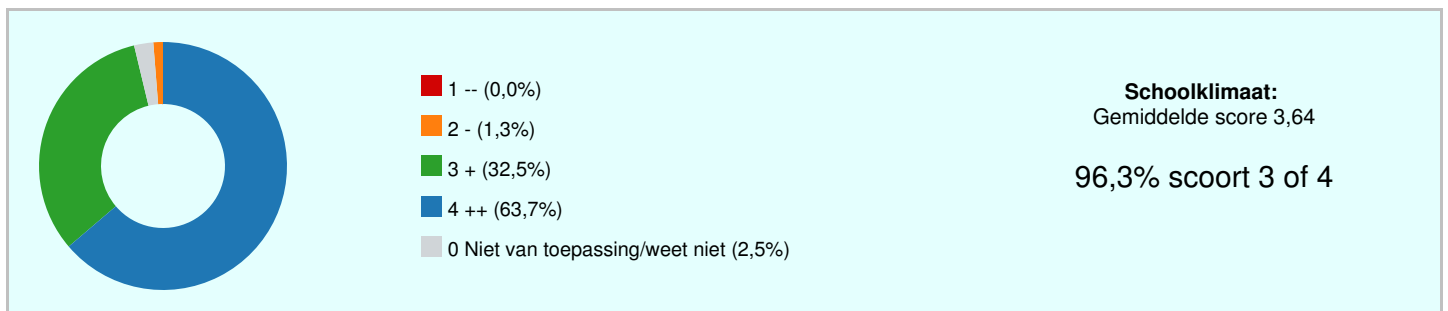 1 -- (0,0%)
2 - (1,3%)
3 + (32,5%)
4 ++ (63,7%)
0 Niet van toepassing/weet niet (2,5%)
Schoolklimaat:
Gemiddelde score 3,64
96,3% scoort 3 of 4